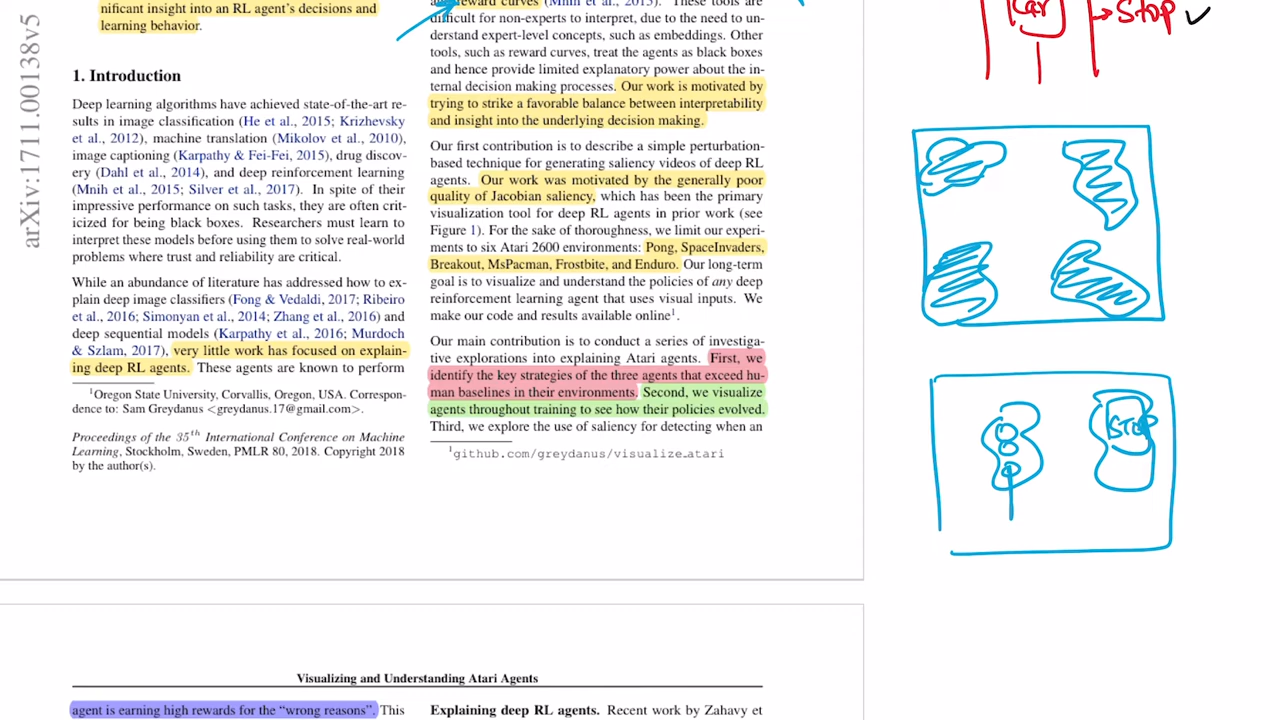 arXiv:1711.00138v5
nificant insight into an RL agent's decisions and
learning behavior.
1. Introduction
Deep learning algorithms have achieved state-of-the-art re-
sults in image classification (He et al., 2015; Krizhevsky
et al., 2012), machine translation (Mikolov et al., 2010),
image captioning (Karpathy & Fei-Fei, 2015), drug discov-
ery (Dahl et al., 2014), and deep reinforcement learning
(Mnih et al., 2015; Silver et al., 2017). In spite of their
impressive performance on such tasks, they are often crit-
icized for being black boxes. Researchers must learn to
interpret these models before using them to solve real-world
problems where trust and reliability are critical.
While an abundance of literature has addressed how to ex-
plain deep image classifiers (Fong & Vedaldi, 2017; Ribeiro
et al., 2016; Simonyan et al., 2014; Zhang et al., 2016) and
deep sequential models (Karpathy et al., 2016; Murdoch
& Szlam, 2017), very little work has focused on explain-
ing deep RL agents. These agents are known to perform
1Oregon State University, Corvallis, Oregon, USA. Correspon-
dence to: Sam Greydanus <greydanus.17@gmail.com>.
Proceedings of the 35th International Conference on Machine
Learning, Stockholm, Sweden, PMLR 80, 2018. Copyright 2018
by the author(s).
and reward curves (Mnih et al., 2015). These tools are
difficult for non-experts to interpret, due to the need to un-
derstand expert-level concepts, such as embeddings. Other
tools, such as reward curves, treat the agents as black boxes
and hence provide limited explanatory power about the in-
ternal decision making processes. Our work is motivated by
trying to strike a favorable balance between interpretability
and insight into the underlying decision making.
Our first contribution is to describe a simple perturbation-
based technique for generating saliency videos of deep RL
agents. Our work was motivated by the generally poor
quality of Jacobian saliency, which has been the primary
visualization tool for deep RL agents in prior work (see
Figure 1). For the sake of thoroughness, we limit our experi-
ments to six Atari 2600 environments: Pong, SpaceInvaders,
Breakout, MsPacman, Frostbite, and Enduro. Our long-term
goal is to visualize and understand the policies of any deep
reinforcement learning agent that uses visual inputs. We
make our code and results available online1.
Our main contribution is to conduct a series of investiga-
tive explorations into explaining Atari agents. First, we
identify the key strategies of the three agents that exceed hu-
man baselines in their environments. Second, we visualize
agents throughout training to see how their policies evolved.
Third, we explore the use of saliency for detecting when an
1github.com/greydanus/visualize_atari
Car
Stop
STOP
Visualizing and Understanding Atari Agents
agent is earning high rewards for the "wrong reasons". This
Explaining deep RL agents. Recent work by Zahavy et